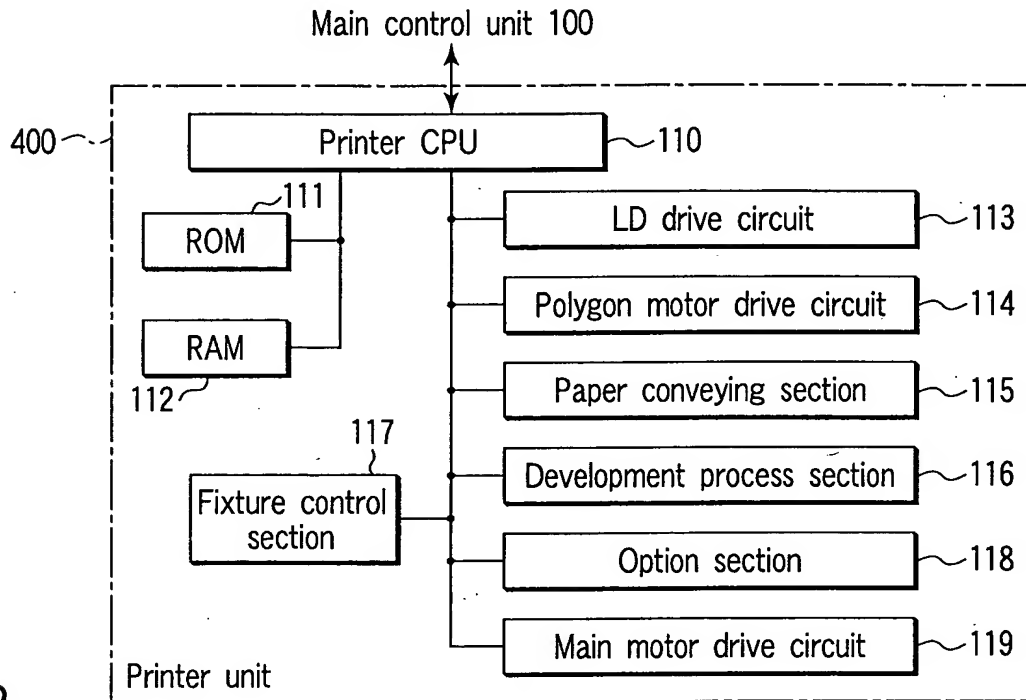 Main control unit 100
400
Printer CPU
110
111
ROM
RAM
112
LD drive circuit
113
Polygon motor drive circuit
114
Paper conveying section
115
117
Fixture control
section
Development process section
116
Option section
118
Main motor drive circuit
119
Printer unit